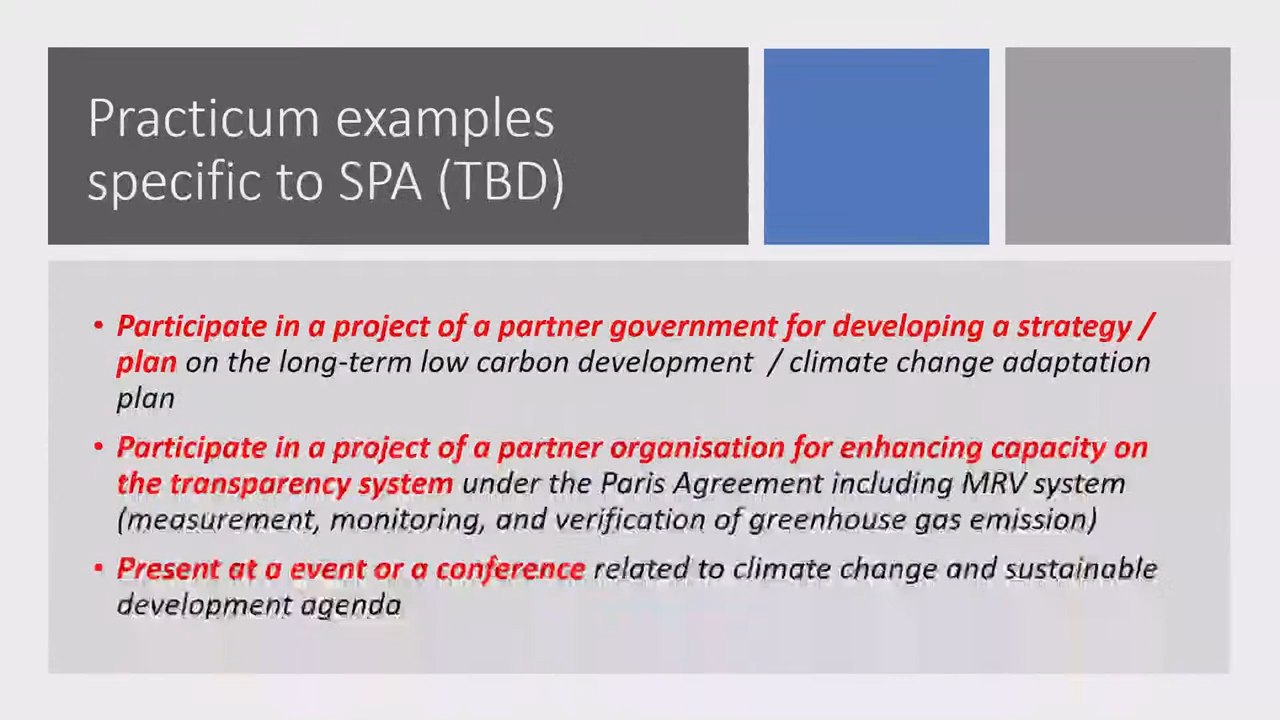 Practicum examples
specific to SPA (TBD)
• Participate in a project of a partner government for developing a strategy /
plan on the long-term low carbon development / climate change adaptation
plan
• Participate in a project of a partner organisation for enhancing capacity on
the transparency system under the Paris Agreement including MRV system
(measurement, monitoring, and verification of greenhouse gas emission)
• Present at a event or a conference related to climate change and sustainable
development agenda